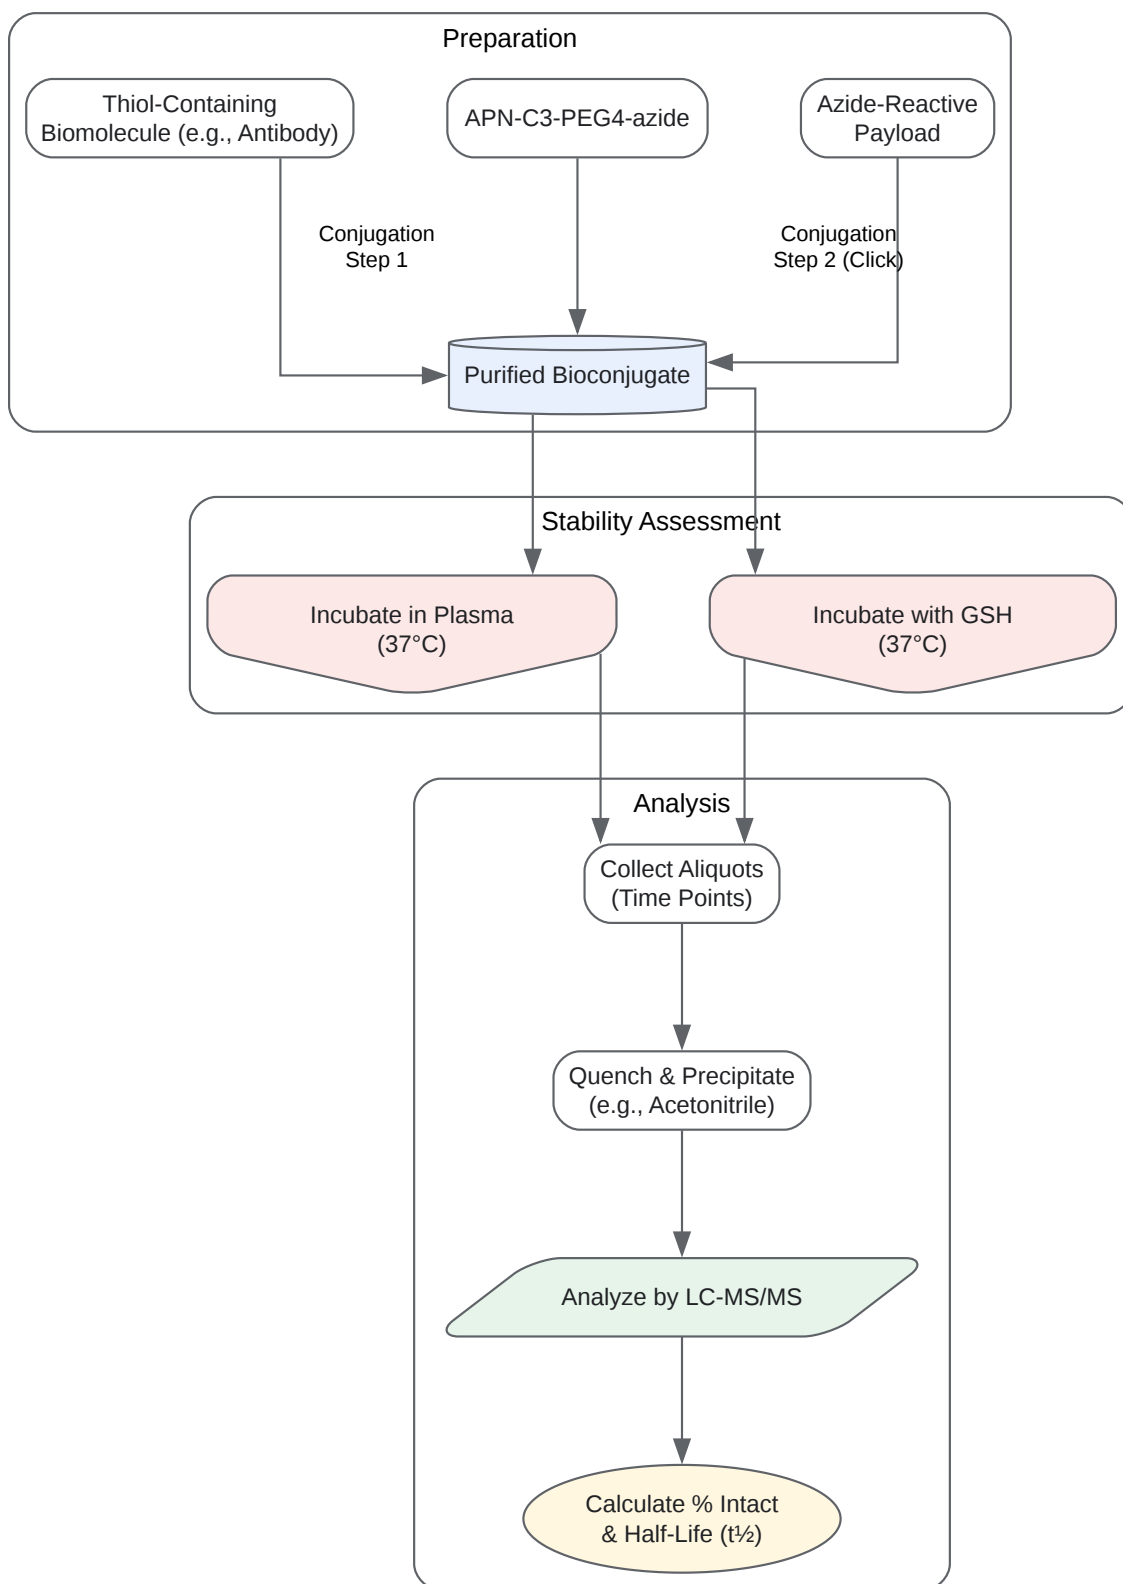 Preparation
Thiol-Containing
Biomolecule (e.g., Antibody)
APN-C3-PEG4-azide
Azide-Reactive
Payload
Conjugation
Step 1
Conjugation
Step 2 (Click)
Purified Bioconjugate
Stability Assessment
Incubate in Plasma
(37°C)
Incubate with GSH
(37°C)
Analysis
Collect Aliquots
(Time Points)
Quench & Precipitate
(e.g., Acetonitrile)
Analyze by LC-MS/MS
Calculate % Intact
& Half-Life (t½)